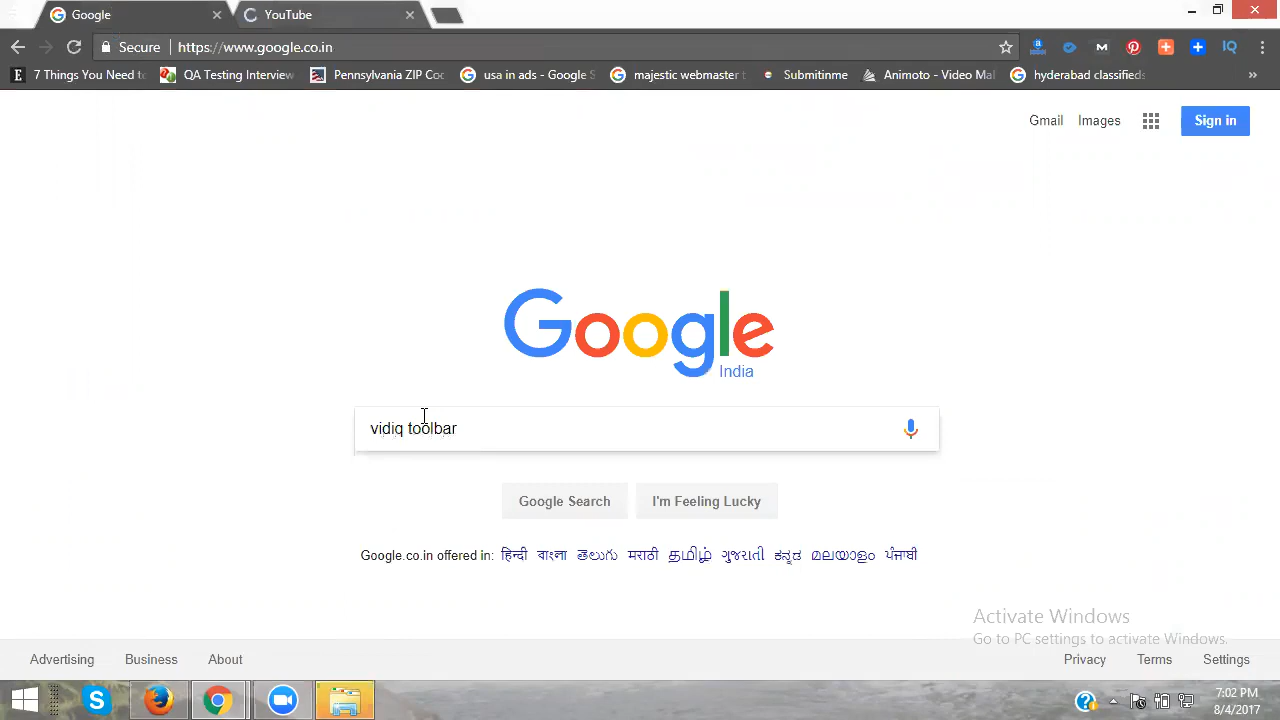 Google
YouTube
Secure https://www.google.co.in
7 Things You Need to
QA Testing Interview
Pennsylvania ZIP Coc
usa in ads - Google S
majestic webmaster t
Submitinme
Animoto - Video Mal
hyderabad classifieds
»
Gmail Images Sign in
Google
India
vidiq toolbar
Google Search
I'm Feeling Lucky
Google.co.in offered in: हिन्दी বাংলা తెలుగు मराठी தமிழ் ગુજરાતી ಕನ್ನಡ മലയാളം ਪੰਜਾਬੀ
Activate Windows
Go to PC settings to activate Windows.
Advertising Business About Privacy Terms Settings
7:02 PM
8/4/2017